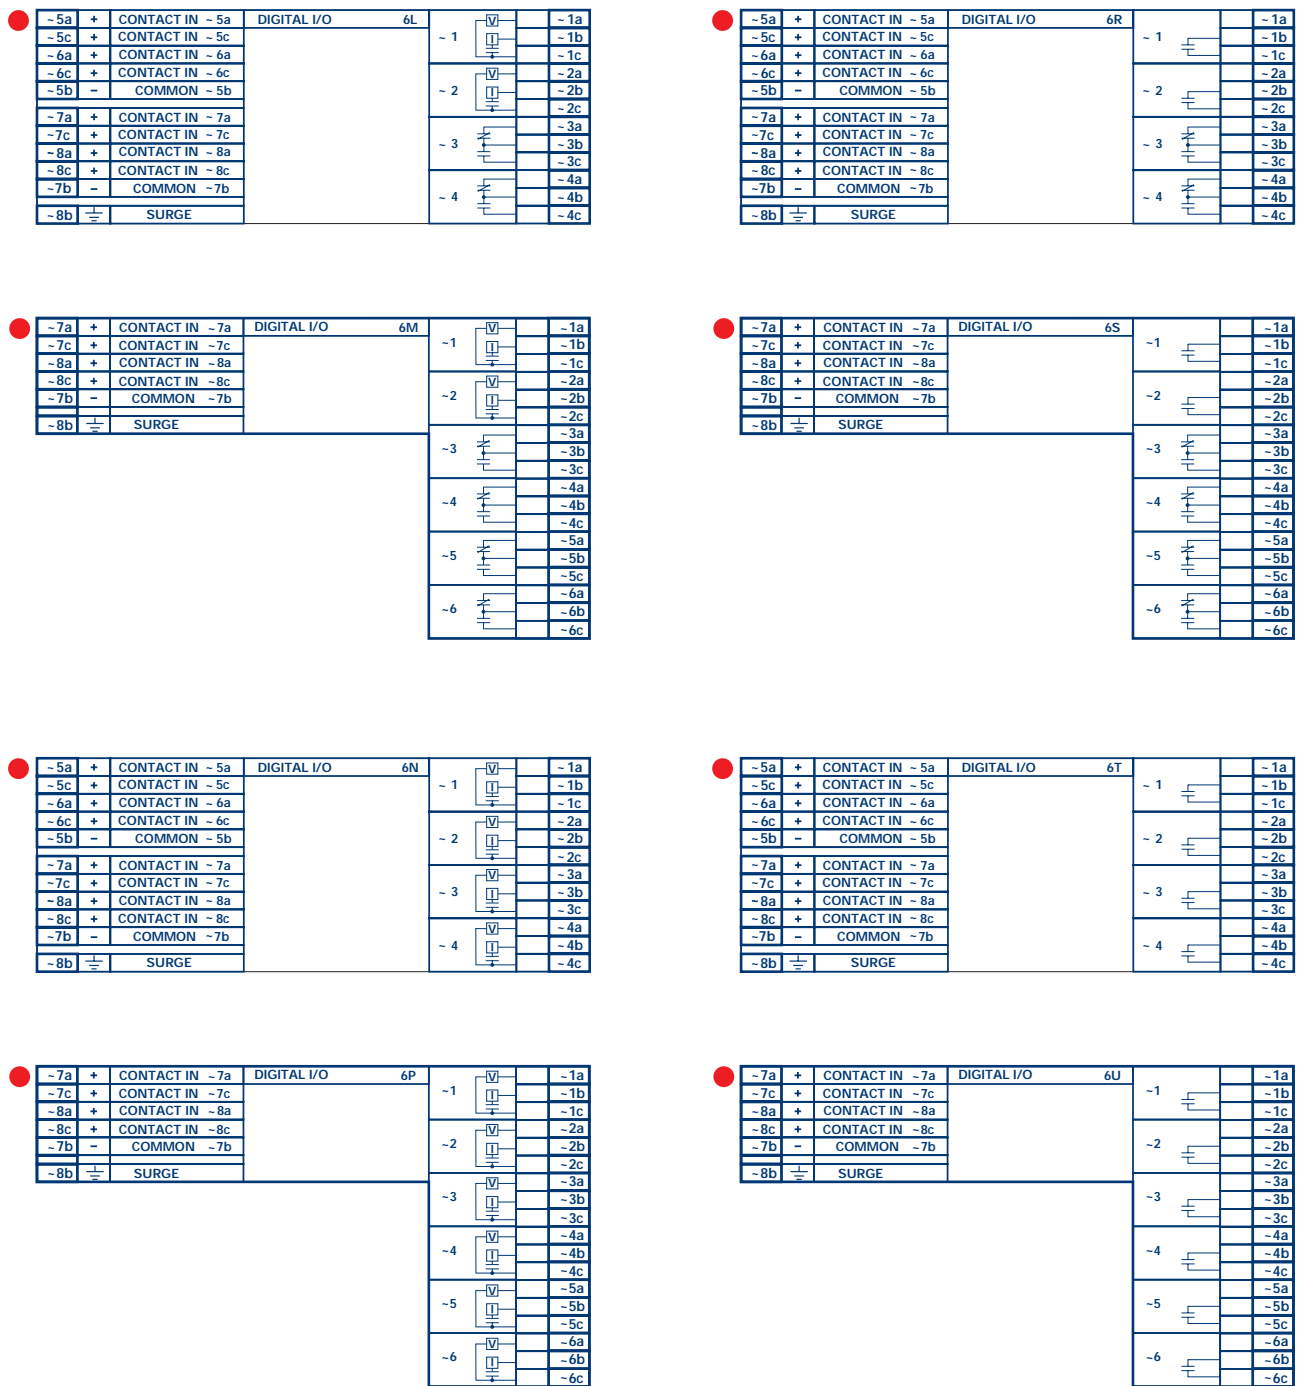 ~5a + CONTACT IN ~5a DIGITAL I/O 6L V ~1a
~5c + CONTACT IN ~5c ~1 I ~1b
~6a + CONTACT IN ~6a ~1c
~6c + CONTACT IN ~6c V ~2a
~5b - COMMON ~5b ~2 I ~2b
~2c
~7a + CONTACT IN ~7a ~3a
~7c + CONTACT IN ~7c ~3 ~3b
~8a + CONTACT IN ~8a ~3c
~8c + CONTACT IN ~8c ~4a
~7b - COMMON ~7b ~4 ~4b
~8b SURGE ~4c
~5a + CONTACT IN ~5a DIGITAL I/O 6R ~1a
~5c + CONTACT IN ~5c ~1 ~1b
~6a + CONTACT IN ~6a ~1c
~6c + CONTACT IN ~6c ~2a
~5b - COMMON ~5b ~2 ~2b
~2c
~7a + CONTACT IN ~7a ~3a
~7c + CONTACT IN ~7c ~3 ~3b
~8a + CONTACT IN ~8a ~3c
~8c + CONTACT IN ~8c ~4a
~7b - COMMON ~7b ~4 ~4b
~8b SURGE ~4c
~7a + CONTACT IN ~7a DIGITAL I/O 6M V ~1a
~7c + CONTACT IN ~7c ~1 I ~1b
~8a + CONTACT IN ~8a ~1c
~8c + CONTACT IN ~8c V ~2a
~7b - COMMON ~7b ~2 I ~2b
~2c
~8b SURGE ~3a
~3 ~3b
~3c
~4a
~4 ~4b
~4c
~5a
~5 ~5b
~5c
~6a
~6 ~6b
~6c
~7a + CONTACT IN ~7a DIGITAL I/O 6S ~1a
~7c + CONTACT IN ~7c ~1 ~1b
~8a + CONTACT IN ~8a ~1c
~8c + CONTACT IN ~8c ~2a
~7b - COMMON ~7b ~2 ~2b
~2c
~8b SURGE ~3a
~3 ~3b
~3c
~4a
~4 ~4b
~4c
~5a
~5 ~5b
~5c
~6a
~6 ~6b
~6c
~5a + CONTACT IN ~5a DIGITAL I/O 6N V ~1a
~5c + CONTACT IN ~5c ~1 I ~1b
~6a + CONTACT IN ~6a ~1c
~6c + CONTACT IN ~6c V ~2a
~5b - COMMON ~5b ~2 I ~2b
~2c
~7a + CONTACT IN ~7a V ~3a
~7c + CONTACT IN ~7c ~3 I ~3b
~8a + CONTACT IN ~8a ~3c
~8c + CONTACT IN ~8c V ~4a
~7b - COMMON ~7b ~4 I ~4b
~8b SURGE ~4c
~5a + CONTACT IN ~5a DIGITAL I/O 6T ~1a
~5c + CONTACT IN ~5c ~1 ~1b
~6a + CONTACT IN ~6a ~1c
~6c + CONTACT IN ~6c ~2a
~5b - COMMON ~5b ~2 ~2b
~2c
~7a + CONTACT IN ~7a ~3a
~7c + CONTACT IN ~7c ~3 ~3b
~8a + CONTACT IN ~8a ~3c
~8c + CONTACT IN ~8c ~4a
~7b - COMMON ~7b ~4 ~4b
~8b SURGE ~4c
~7a + CONTACT IN ~7a DIGITAL I/O 6P V ~1a
~7c + CONTACT IN ~7c ~1 I ~1b
~8a + CONTACT IN ~8a ~1c
~8c + CONTACT IN ~8c V ~2a
~7b - COMMON ~7b ~2 I ~2b
~2c
~8b SURGE V ~3a
~3 I ~3b
~3c
V ~4a
~4 I ~4b
~4c
V ~5a
~5 I ~5b
~5c
V ~6a
~6 I ~6b
~6c
~7a + CONTACT IN ~7a DIGITAL I/O 6U ~1a
~7c + CONTACT IN ~7c ~1 ~1b
~8a + CONTACT IN ~8a ~1c
~8c + CONTACT IN ~8c ~2a
~7b - COMMON ~7b ~2 ~2b
~2c
~8b SURGE ~3a
~3 ~3b
~3c
~4a
~4 ~4b
~4c
~5a
~5 ~5b
~5c
~6a
~6 ~6b
~6c